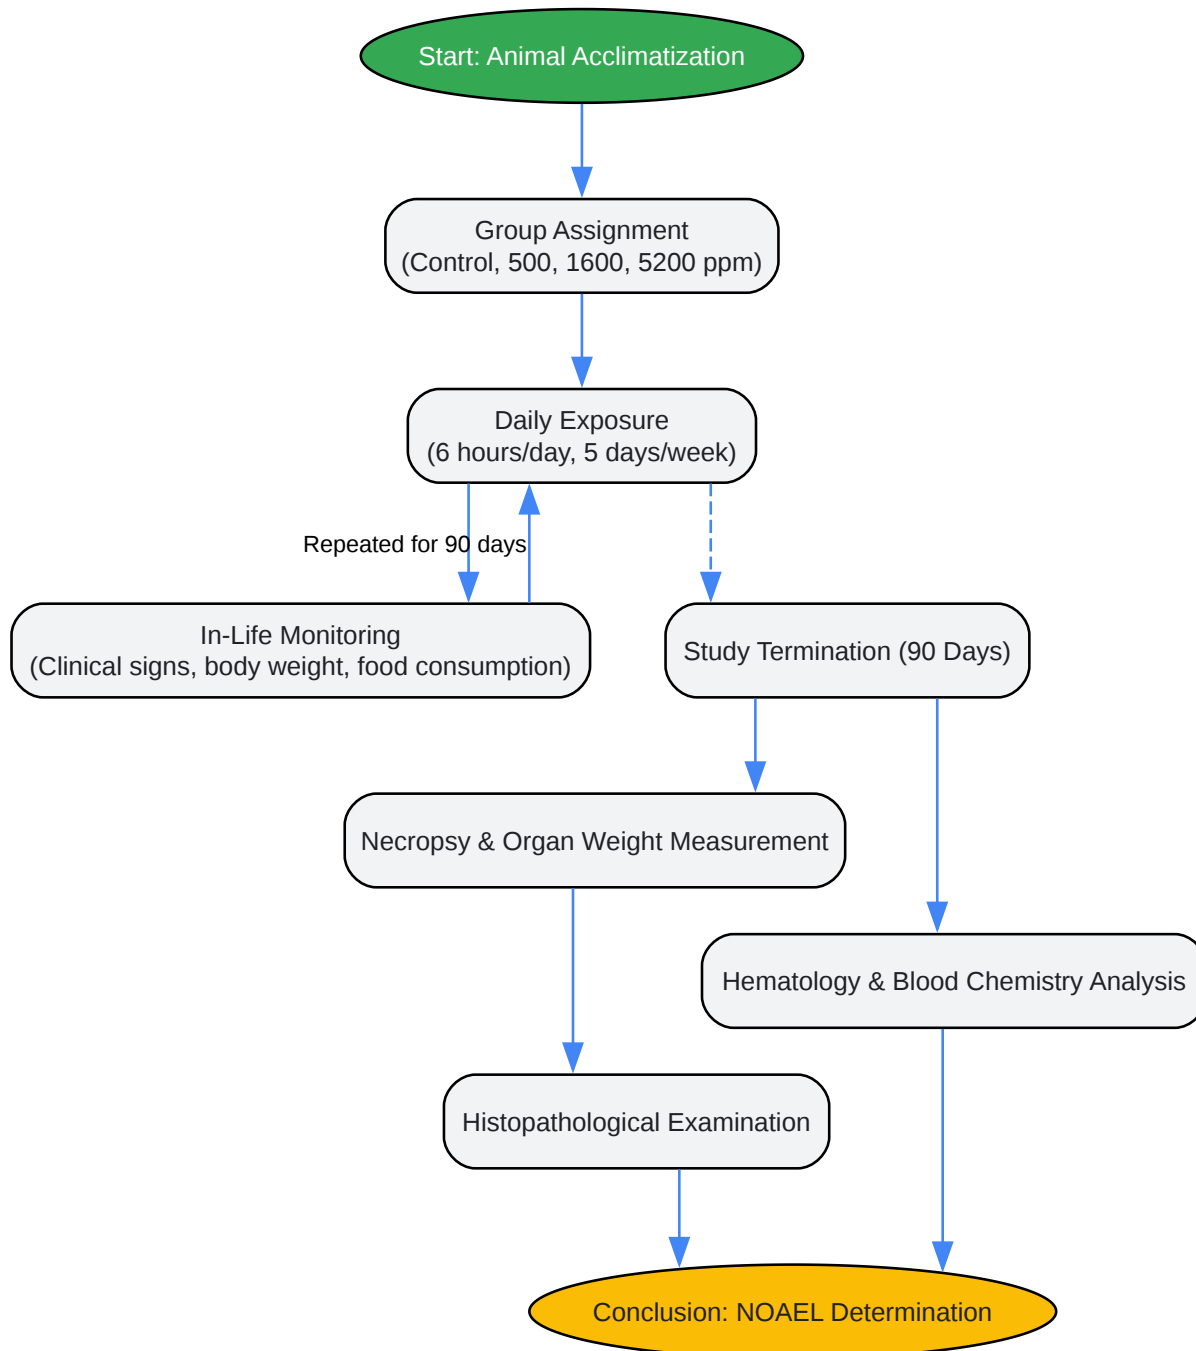 Start: Animal Acclimatization
Group Assignment
(Control, 500, 1600, 5200 ppm)
Daily Exposure
(6 hours/day, 5 days/week)
Repeated for 90 days
In-Life Monitoring
(Clinical signs, body weight, food consumption)
Study Termination (90 Days)
Necropsy & Organ Weight Measurement
Hematology & Blood Chemistry Analysis
Histopathological Examination
Conclusion: NOAEL Determination